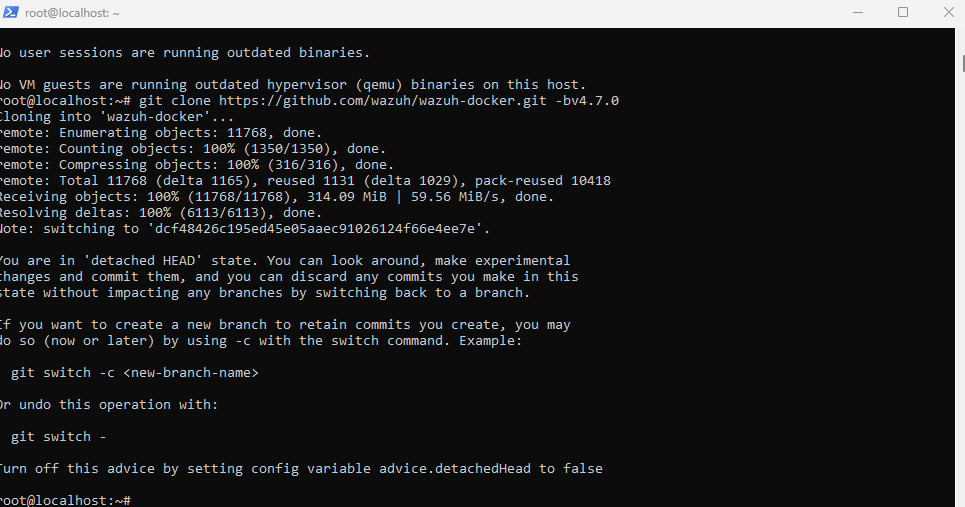 root@localhost: ~
No user sessions are running outdated binaries.
No VM guests are running outdated hypervisor (qemu) binaries on this host.
root@localhost:~# git clone https://github.com/wazuh/wazuh-docker.git -bv4.7.0
Cloning into 'wazuh-docker'...
remote: Enumerating objects: 11768, done.
remote: Counting objects: 100% (1350/1350), done.
remote: Compressing objects: 100% (316/316), done.
remote: Total 11768 (delta 1165), reused 1131 (delta 1029), pack-reused 10418
Receiving objects: 100% (11768/11768), 314.09 MiB | 59.56 MiB/s, done.
Resolving deltas: 100% (6113/6113), done.
Note: switching to 'dcf48426c195ed45e05aaec91026124f66e4ee7e'.
You are in 'detached HEAD' state. You can look around, make experimental
changes and commit them, and you can discard any commits you make in this
state without impacting any branches by switching back to a branch.
If you want to create a new branch to retain commits you create, you may
do so (now or later) by using -c with the switch command. Example:
git switch -c <new-branch-name>
Or undo this operation with:
git switch -
Turn off this advice by setting config variable advice.detachedHead to false
root@localhost:~#